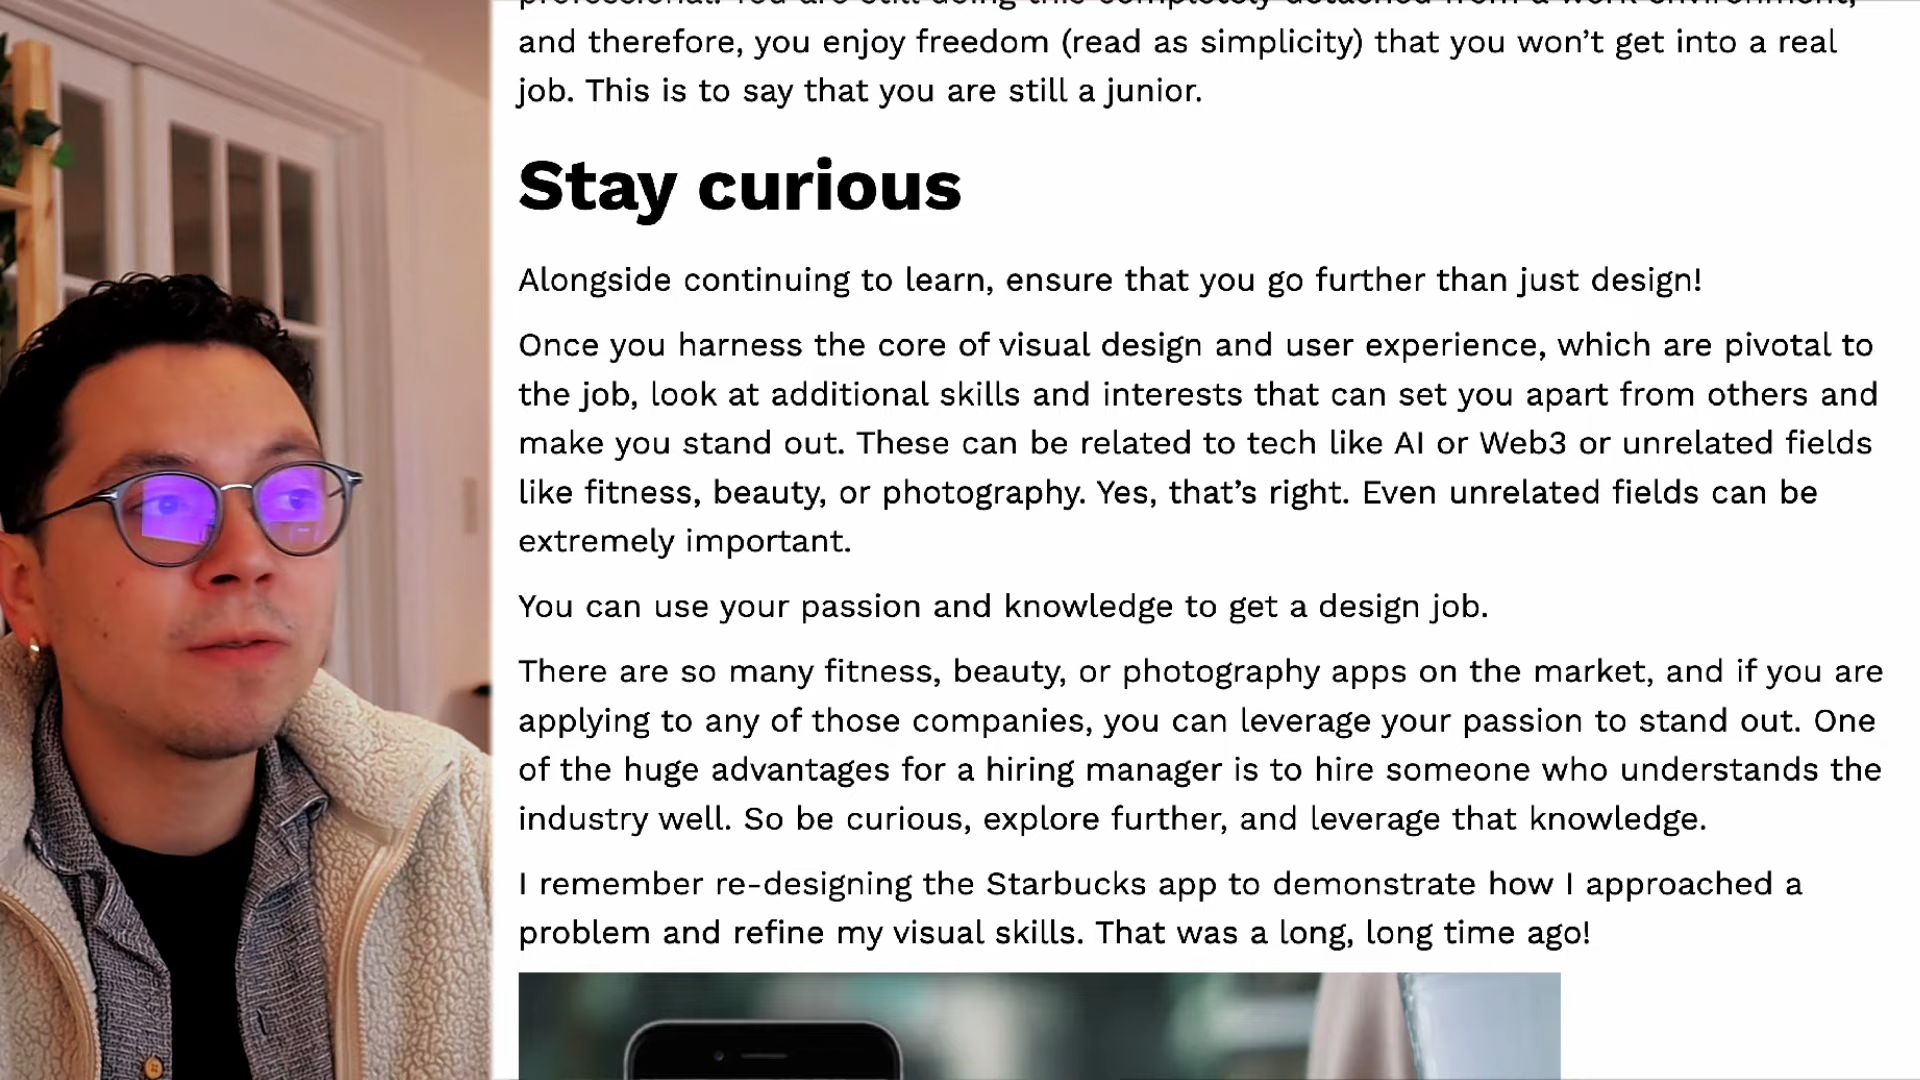 and therefore, you enjoy freedom (read as simplicity) that you won’t get into a real
job. This is to say that you are still a junior.
Stay curious
Alongside continuing to learn, ensure that you go further than just design!
Once you harness the core of visual design and user experience, which are pivotal to
the job, look at additional skills and interests that can set you apart from others and
make you stand out. These can be related to tech like AI or Web3 or unrelated fields
like fitness, beauty, or photography. Yes, that’s right. Even unrelated fields can be
extremely important.
You can use your passion and knowledge to get a design job.
There are so many fitness, beauty, or photography apps on the market, and if you are
applying to any of those companies, you can leverage your passion to stand out. One
of the huge advantages for a hiring manager is to hire someone who understands the
industry well. So be curious, explore further, and leverage that knowledge.
I remember re-designing the Starbucks app to demonstrate how I approached a
problem and refine my visual skills. That was a long, long time ago!